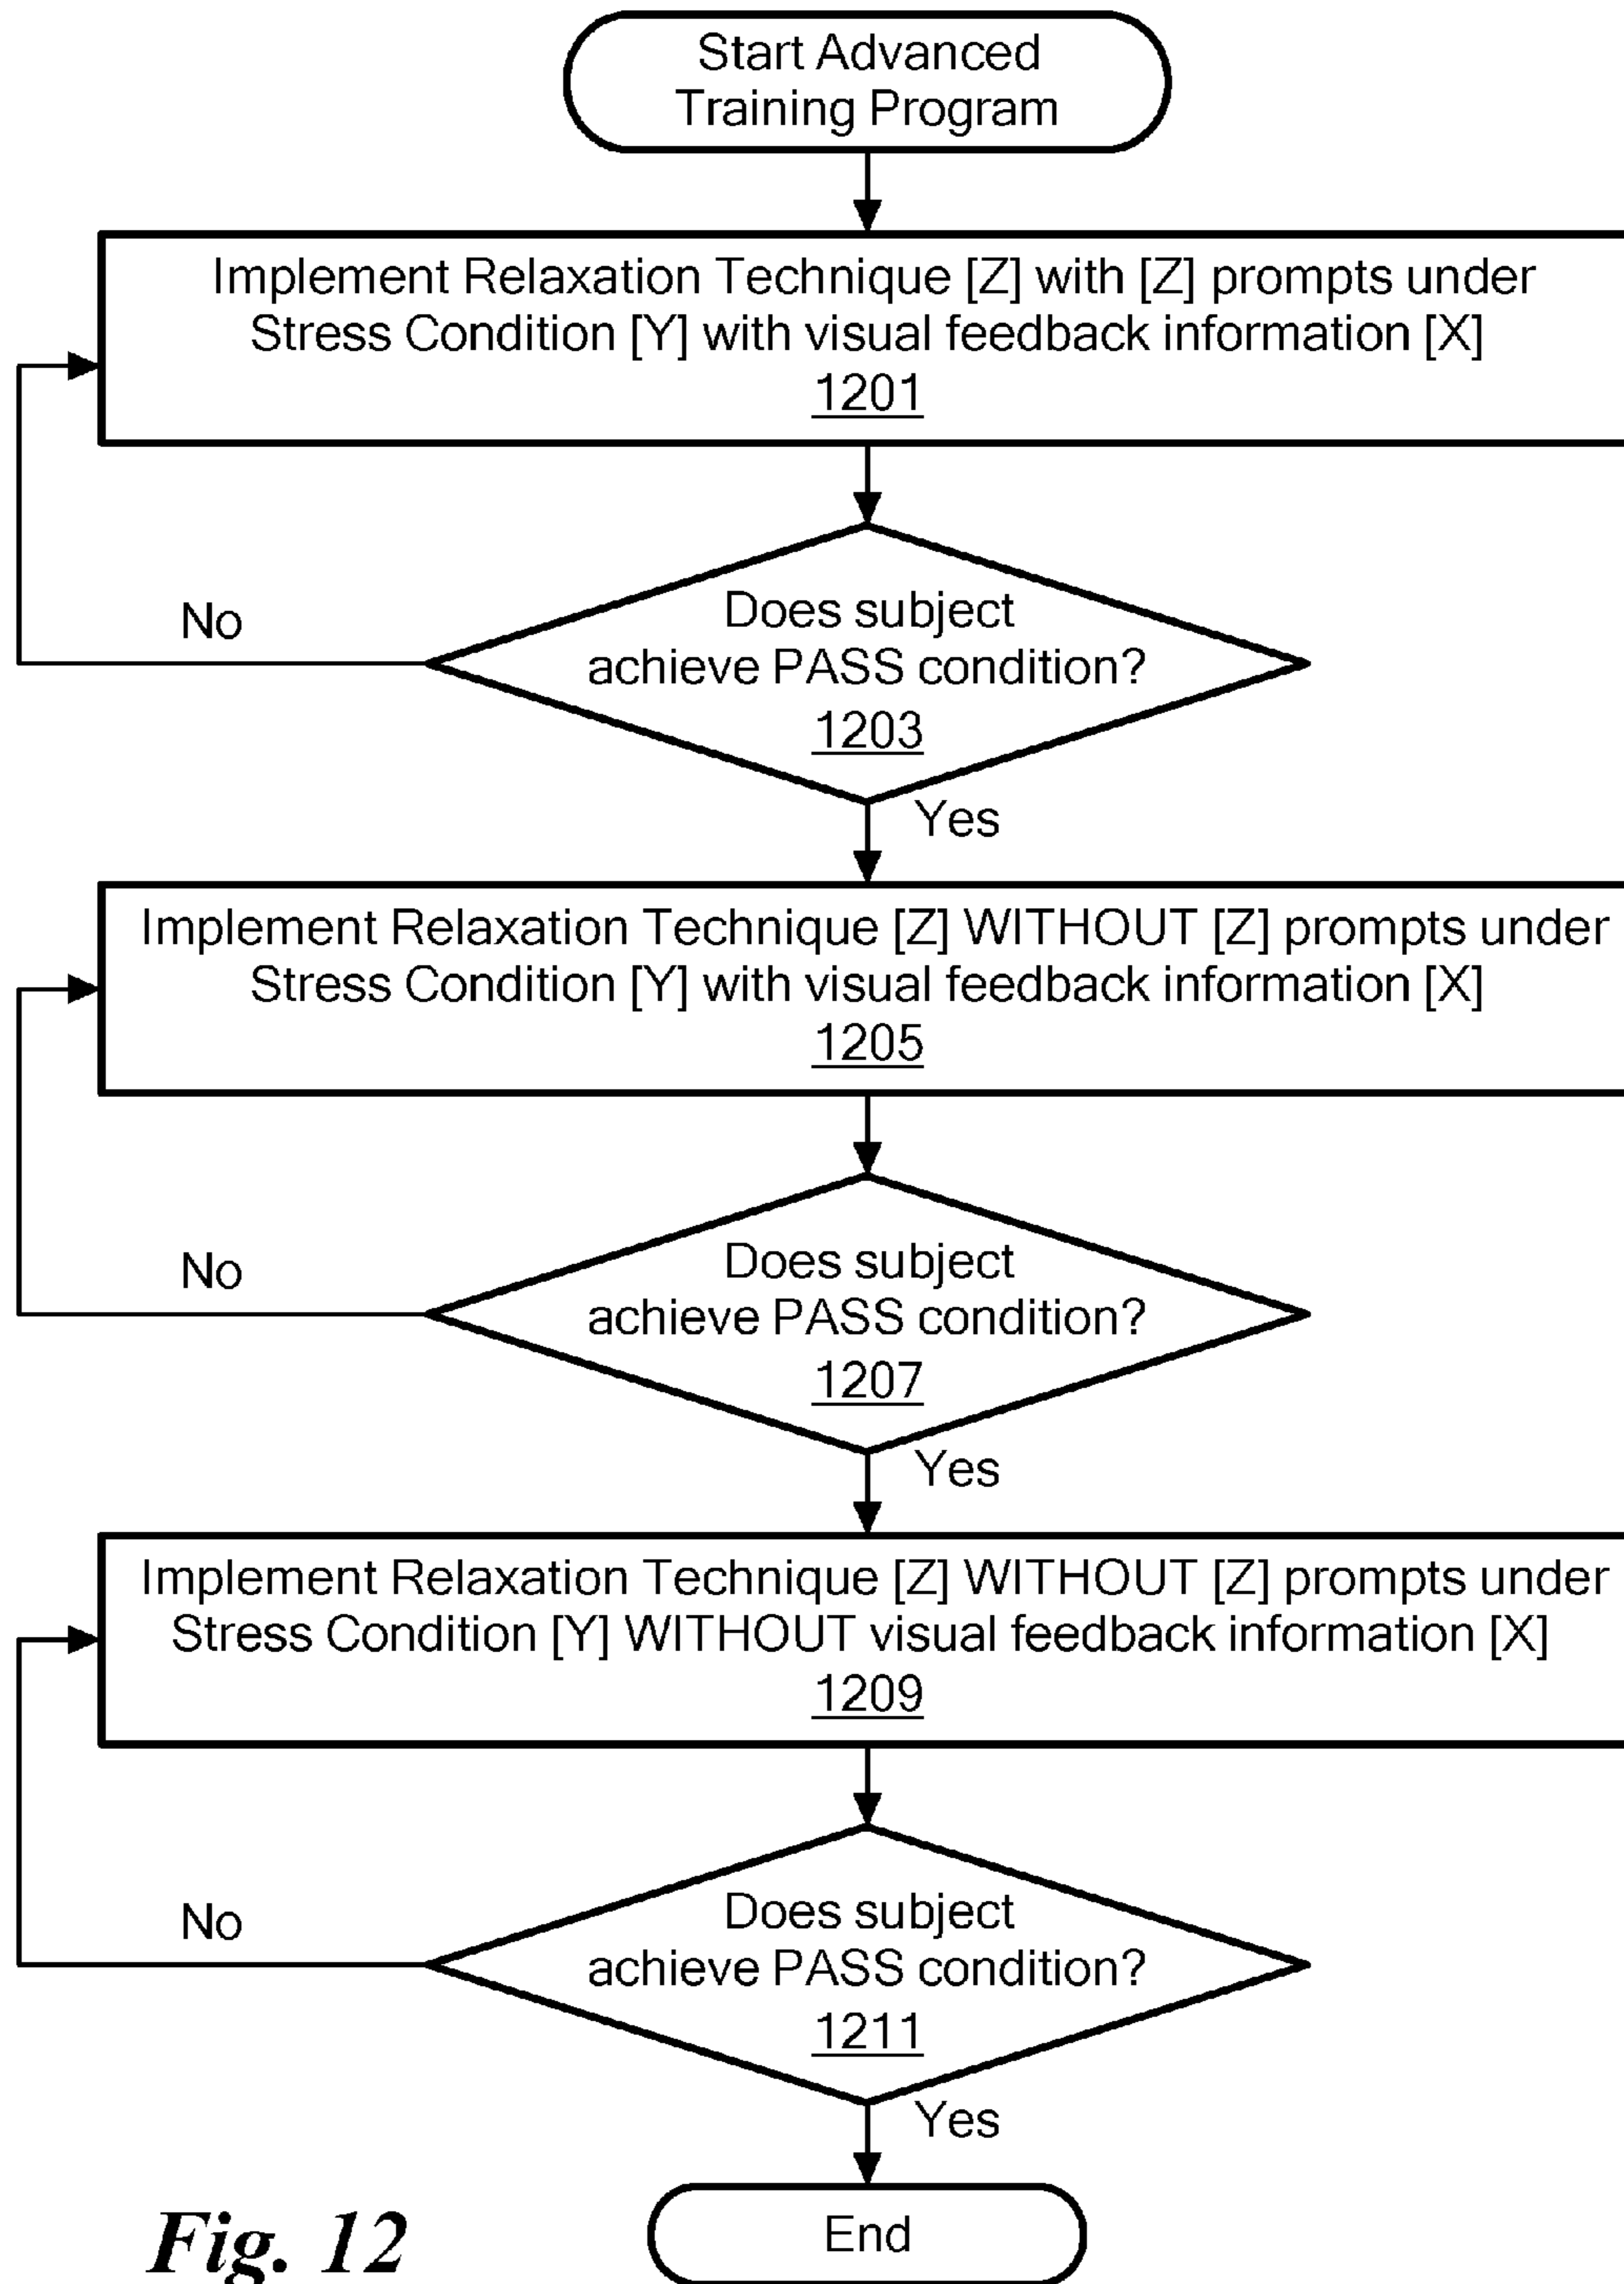 Start Advanced
Training Program
Implement Relaxation Technique [Z] with [Z] prompts under
Stress Condition [Y] with visual feedback information [X]
1201
Does subject
achieve PASS condition?
1203
No
Yes
Implement Relaxation Technique [Z] WITHOUT [Z] prompts under
Stress Condition [Y] with visual feedback information [X]
1205
Does subject
achieve PASS condition?
1207
No
Yes
Implement Relaxation Technique [Z] WITHOUT [Z] prompts under
Stress Condition [Y] WITHOUT visual feedback information [X]
1209
Does subject
achieve PASS condition?
1211
No
Yes
End
Fig. 12